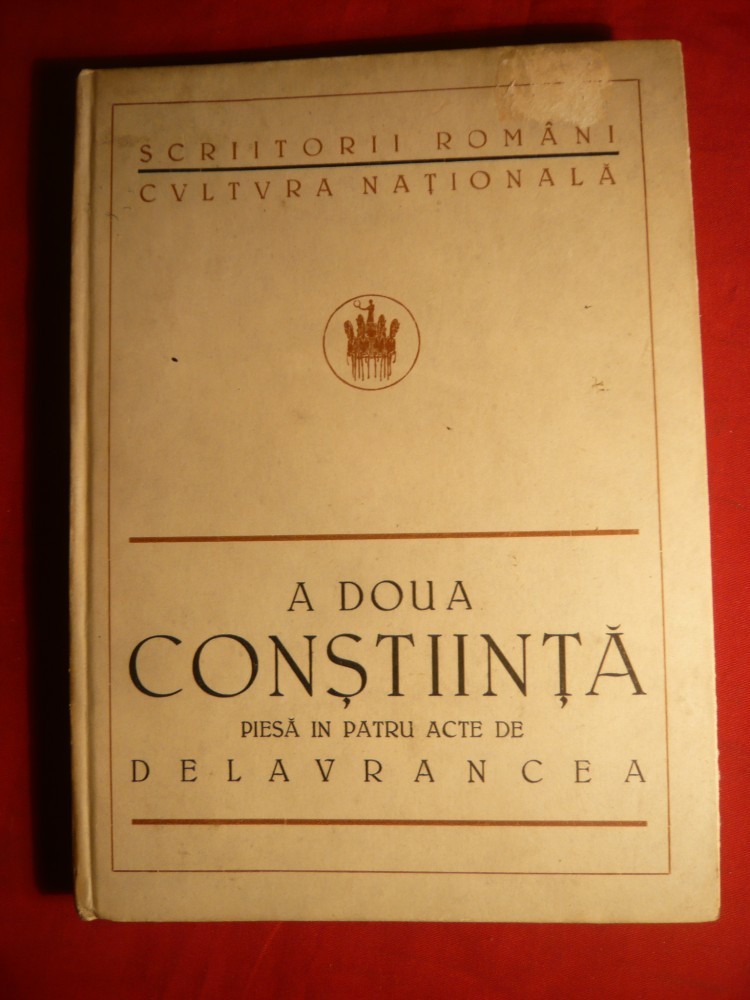 SCRIITORII ROMÂNI
CVLTVRA NAȚIONALĂ
A DOUA
CONȘTIINȚĂ
PIESĂ IN PATRU ACTE DE
DELAVRANCEA